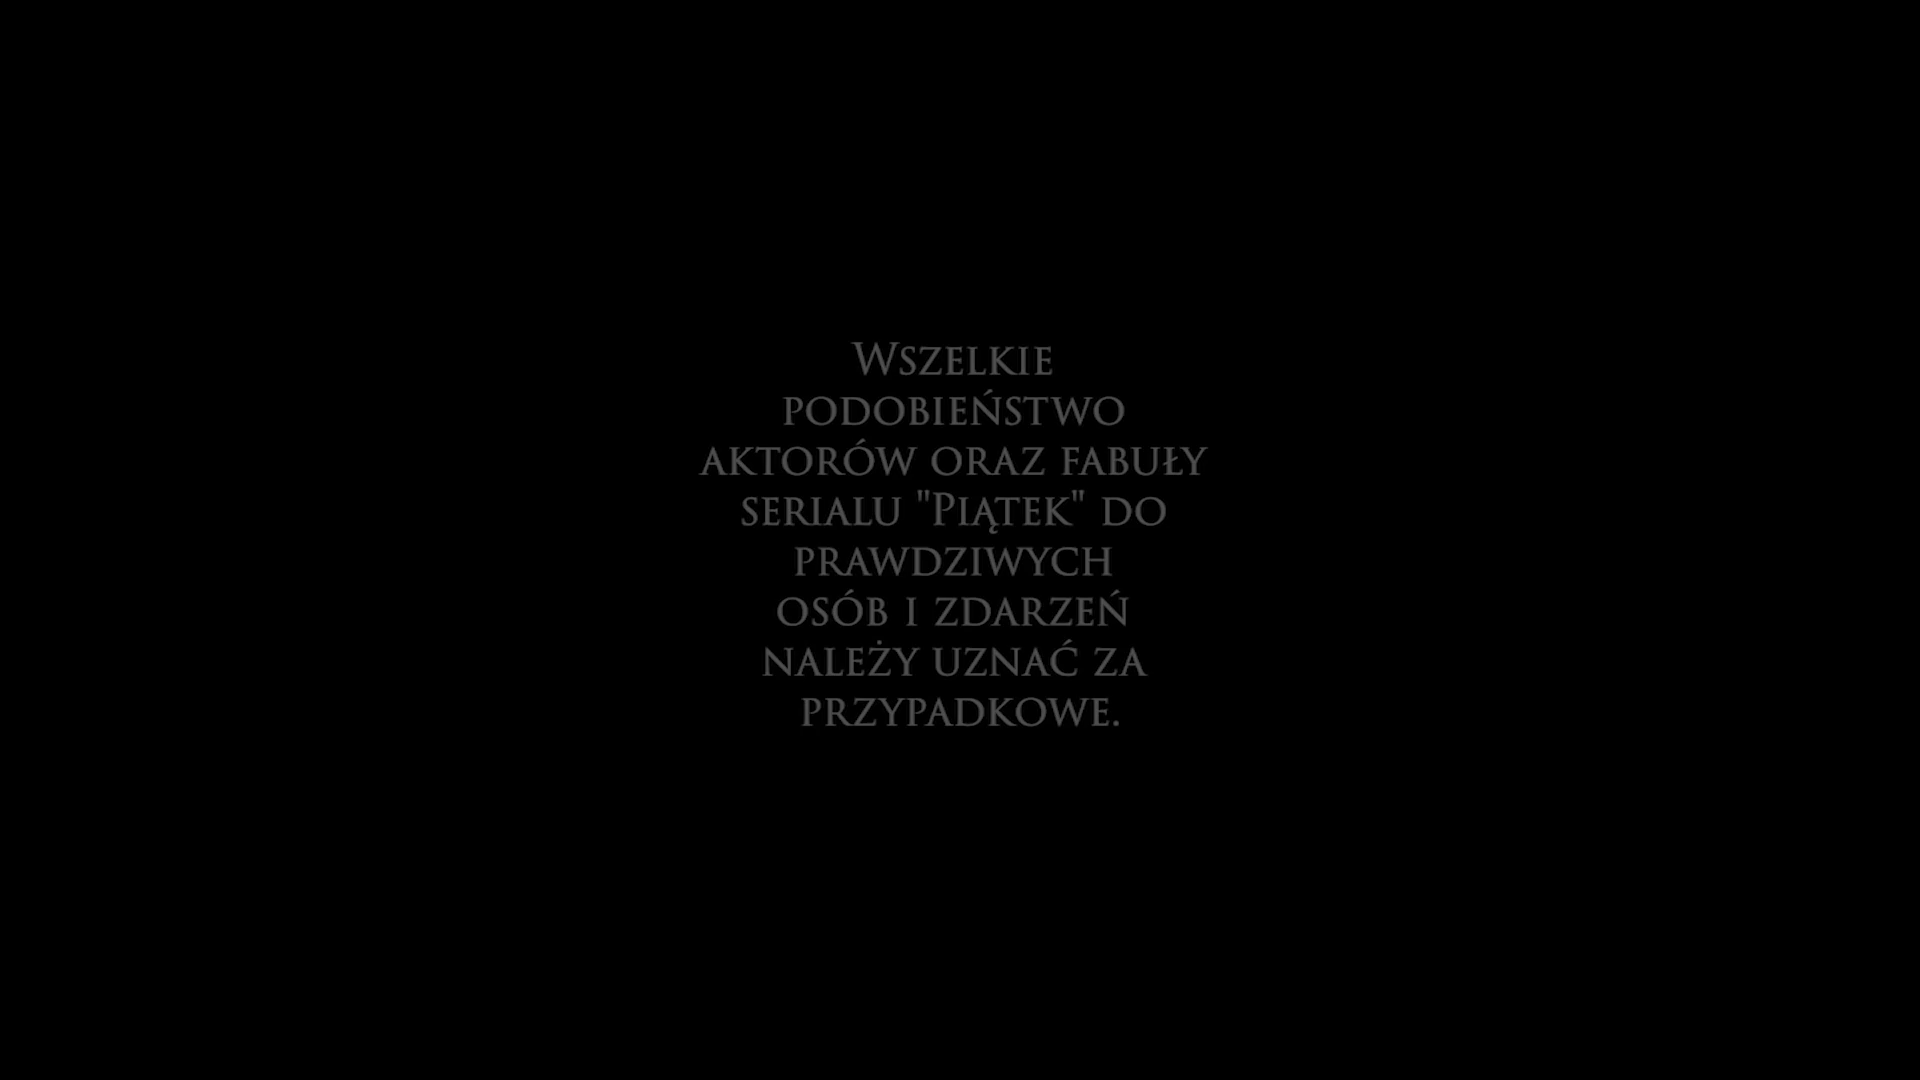 Wszelkie
podobieństwo
aktorów oraz fabuły
serialu "Piątek" do
prawdziwych
osób i zdarzeń
należy uznać za
przypadkowe.